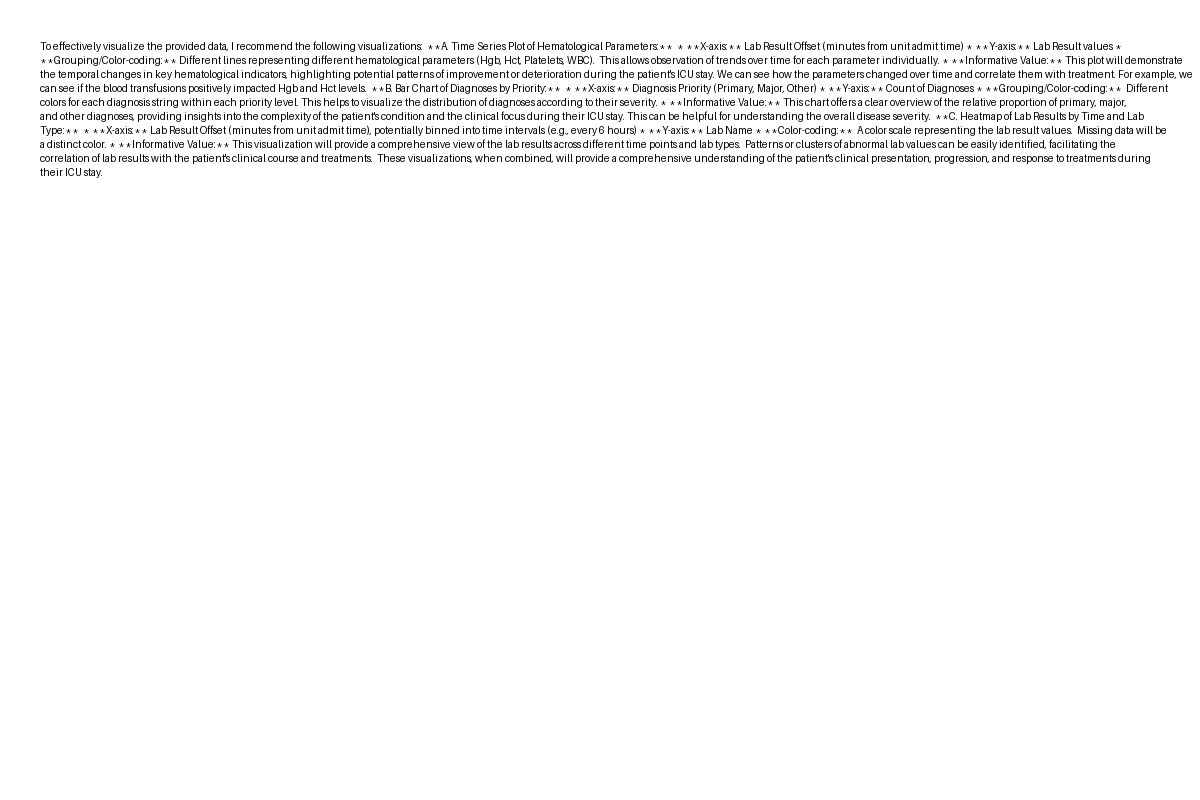 To effectively visualize the provided data, I recommend the following visualizations:  **A. Time Series Plot of Hematological Parameters:**  * **X-axis:** Lab Result Offset (minutes from unit admit time) * **Y-axis:** Lab Result values *
**Grouping/Color-coding:** Different lines representing different hematological parameters (Hgb, Hct, Platelets, WBC).  This allows observation of trends over time for each parameter individually. * **Informative Value:** This plot will demonstrate
the temporal changes in key hematological indicators, highlighting potential patterns of improvement or deterioration during the patient's ICU stay. We can see how the parameters changed over time and correlate them with treatment. For example, we
can see if the blood transfusions positively impacted Hgb and Hct levels.  **B. Bar Chart of Diagnoses by Priority:**  * **X-axis:** Diagnosis Priority (Primary, Major, Other) * **Y-axis:** Count of Diagnoses * **Grouping/Color-coding:**  Different
colors for each diagnosis string within each priority level. This helps to visualize the distribution of diagnoses according to their severity. * **Informative Value:** This chart offers a clear overview of the relative proportion of primary, major,
and other diagnoses, providing insights into the complexity of the patient's condition and the clinical focus during their ICU stay.  This can be helpful for understanding the overall disease severity.  **C. Heatmap of Lab Results by Time and Lab
Type:**  * **X-axis:** Lab Result Offset (minutes from unit admit time), potentially binned into time intervals (e.g., every 6 hours) * **Y-axis:** Lab Name * **Color-coding:**  A color scale representing the lab result values.  Missing data will be
a distinct color. * **Informative Value:** This visualization will provide a comprehensive view of the lab results across different time points and lab types.  Patterns or clusters of abnormal lab values can be easily identified, facilitating the
correlation of lab results with the patient's clinical course and treatments.  These visualizations, when combined, will provide a comprehensive understanding of the patient's clinical presentation, progression, and response to treatments during
their ICU stay.